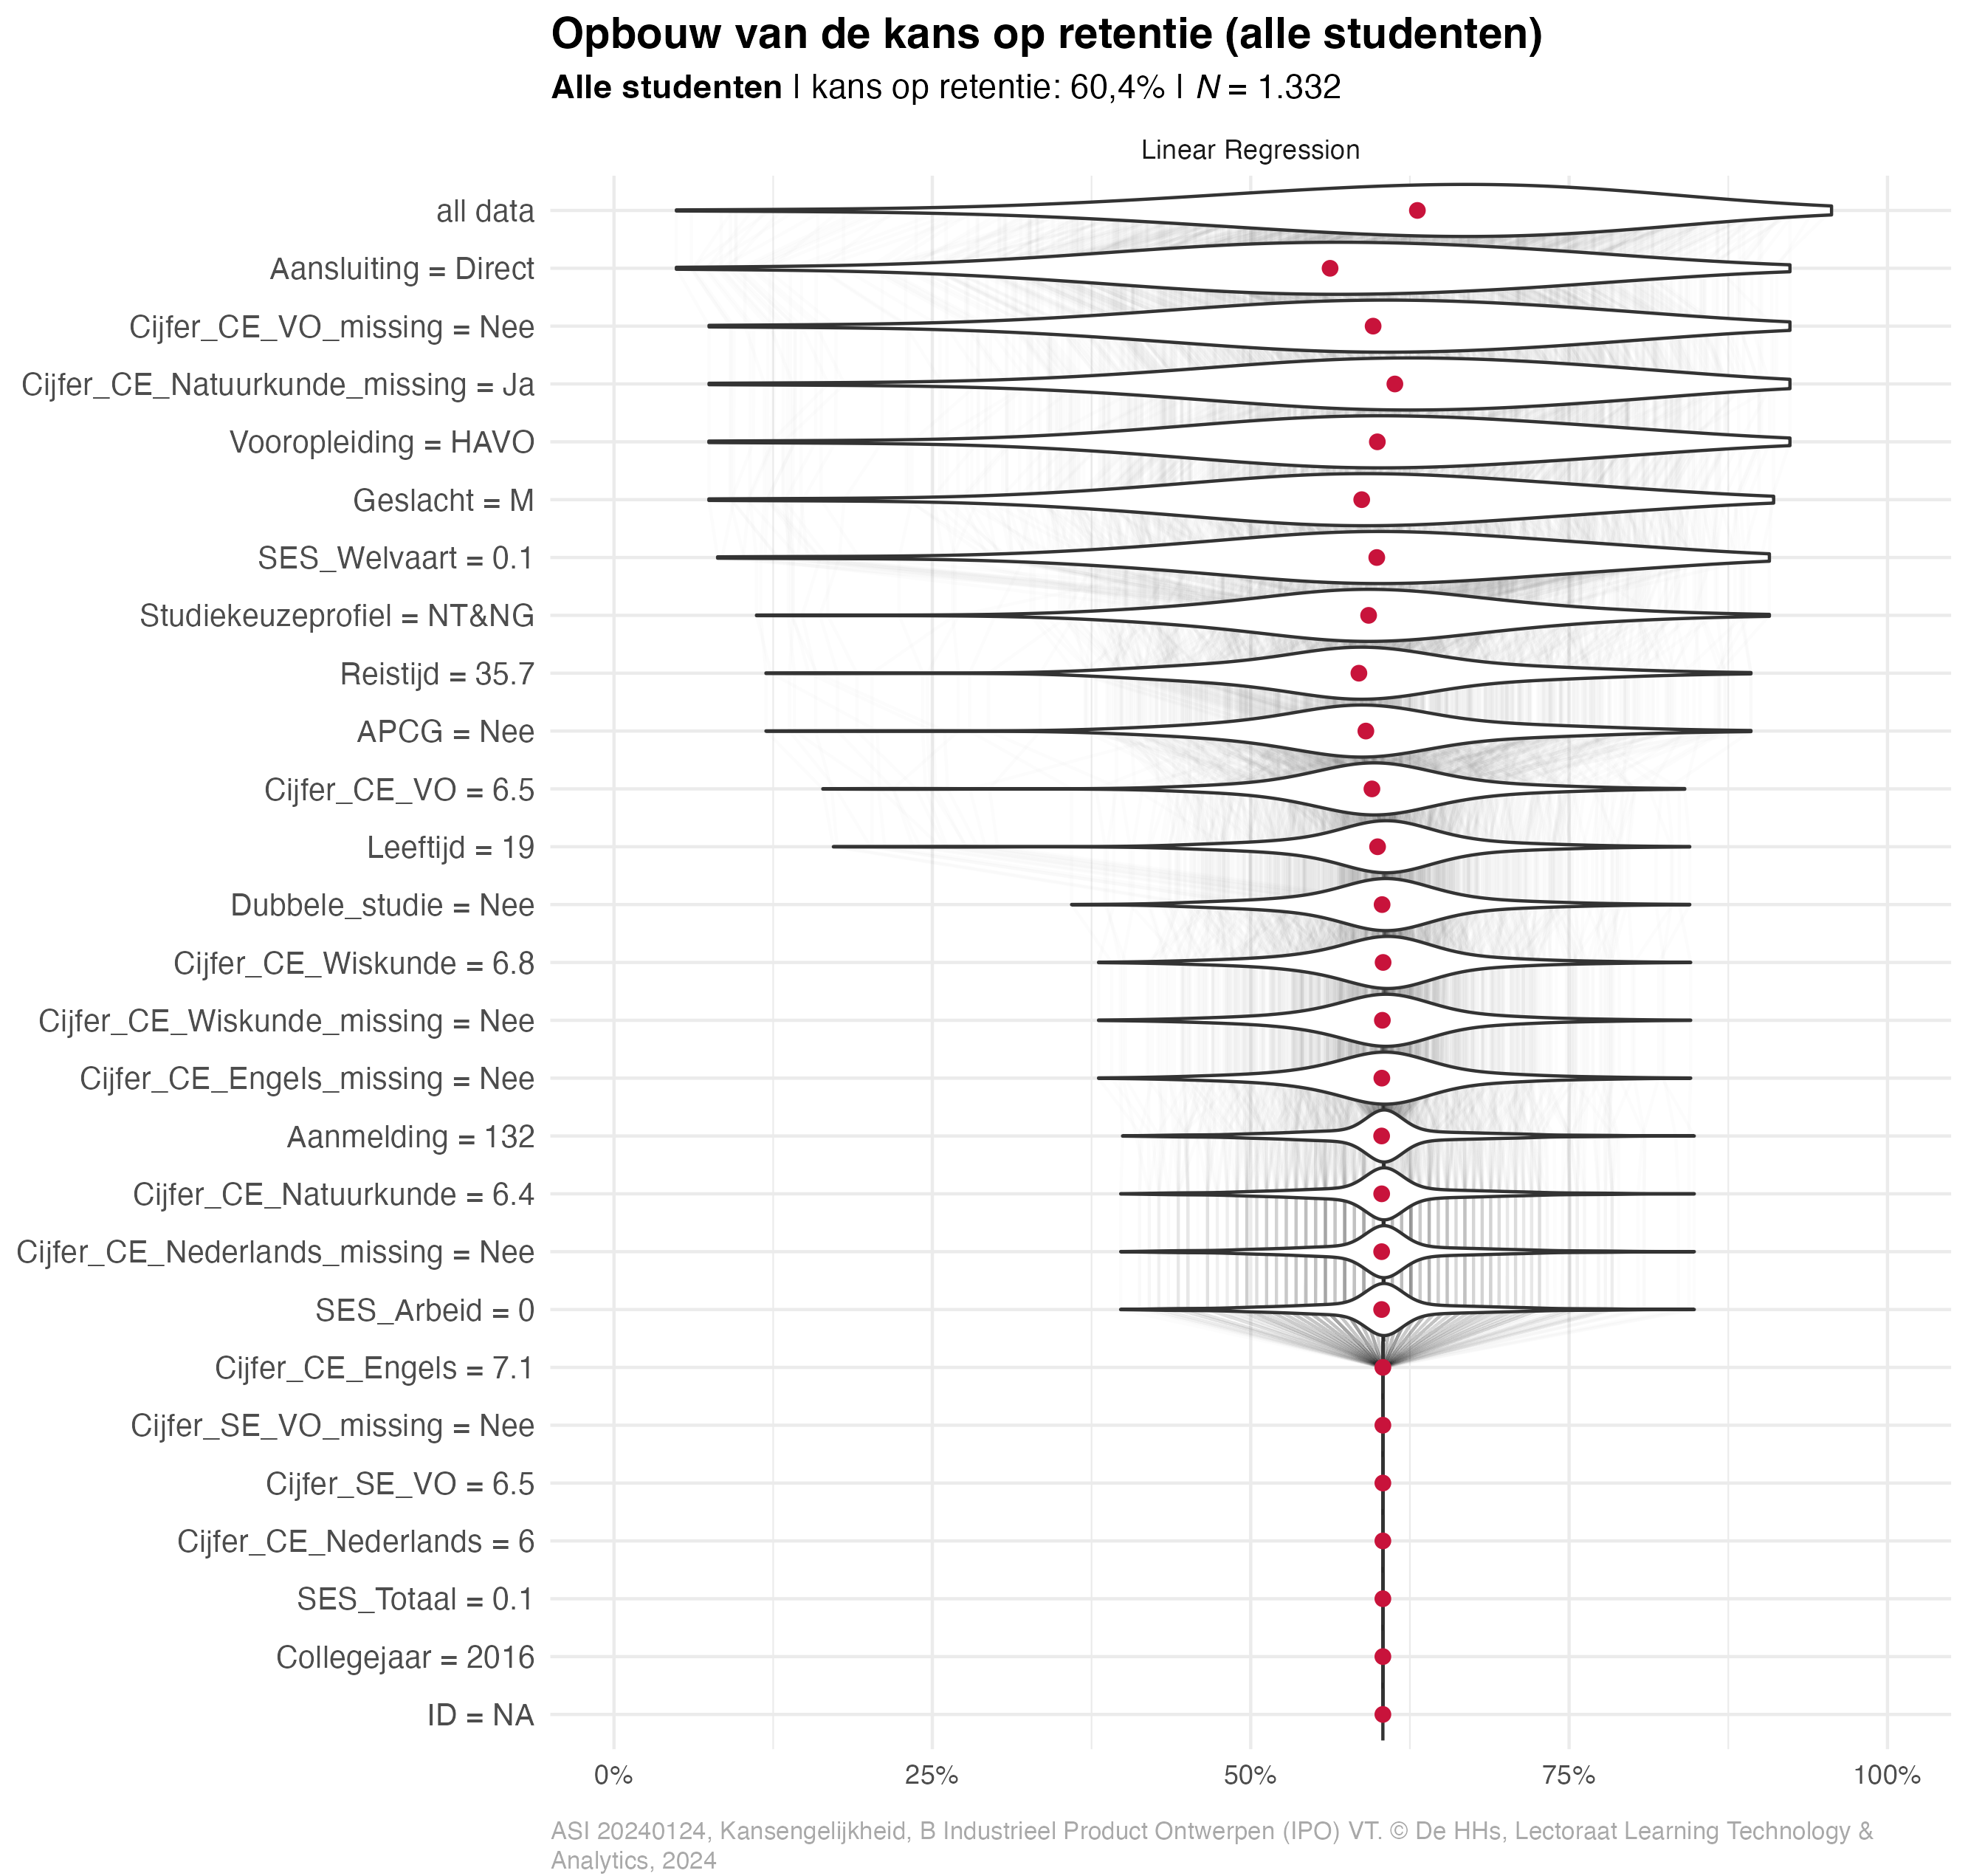 Opbouw van de kans op retentie (alle studenten)
Alle studenten | kans op retentie: 60,4% | N = 1.332
Linear Regression
all data
Aansluiting = Direct
Cijfer_CE_VO_missing = Nee
Cijfer_CE_Natuurkunde_missing = Ja
Vooropleiding = HAVO
Geslacht = M
SES_Welvaart = 0.1
Studiekeuzeprofiel = NT&NG
Reistijd = 35.7
APCG = Nee
Cijfer_CE_VO = 6.5
Leeftijd = 19
Dubbele_studie = Nee
Cijfer_CE_Wiskunde = 6.8
Cijfer_CE_Wiskunde_missing = Nee
Cijfer_CE_Engels_missing = Nee
Aanmelding = 132
Cijfer_CE_Natuurkunde = 6.4
Cijfer_CE_Nederlands_missing = Nee
SES_Arbeid = 0
Cijfer_CE_Engels = 7.1
Cijfer_SE_VO_missing = Nee
Cijfer_SE_VO = 6.5
Cijfer_CE_Nederlands = 6
SES_Totaal = 0.1
Collegejaar = 2016
ID = NA
0% 25% 50% 75% 100%
ASI 20240124, Kansengelijkheid, B Industrieel Product Ontwerpen (IPO) VT. © De HHs, Lectoraat Learning Technology &
Analytics, 2024